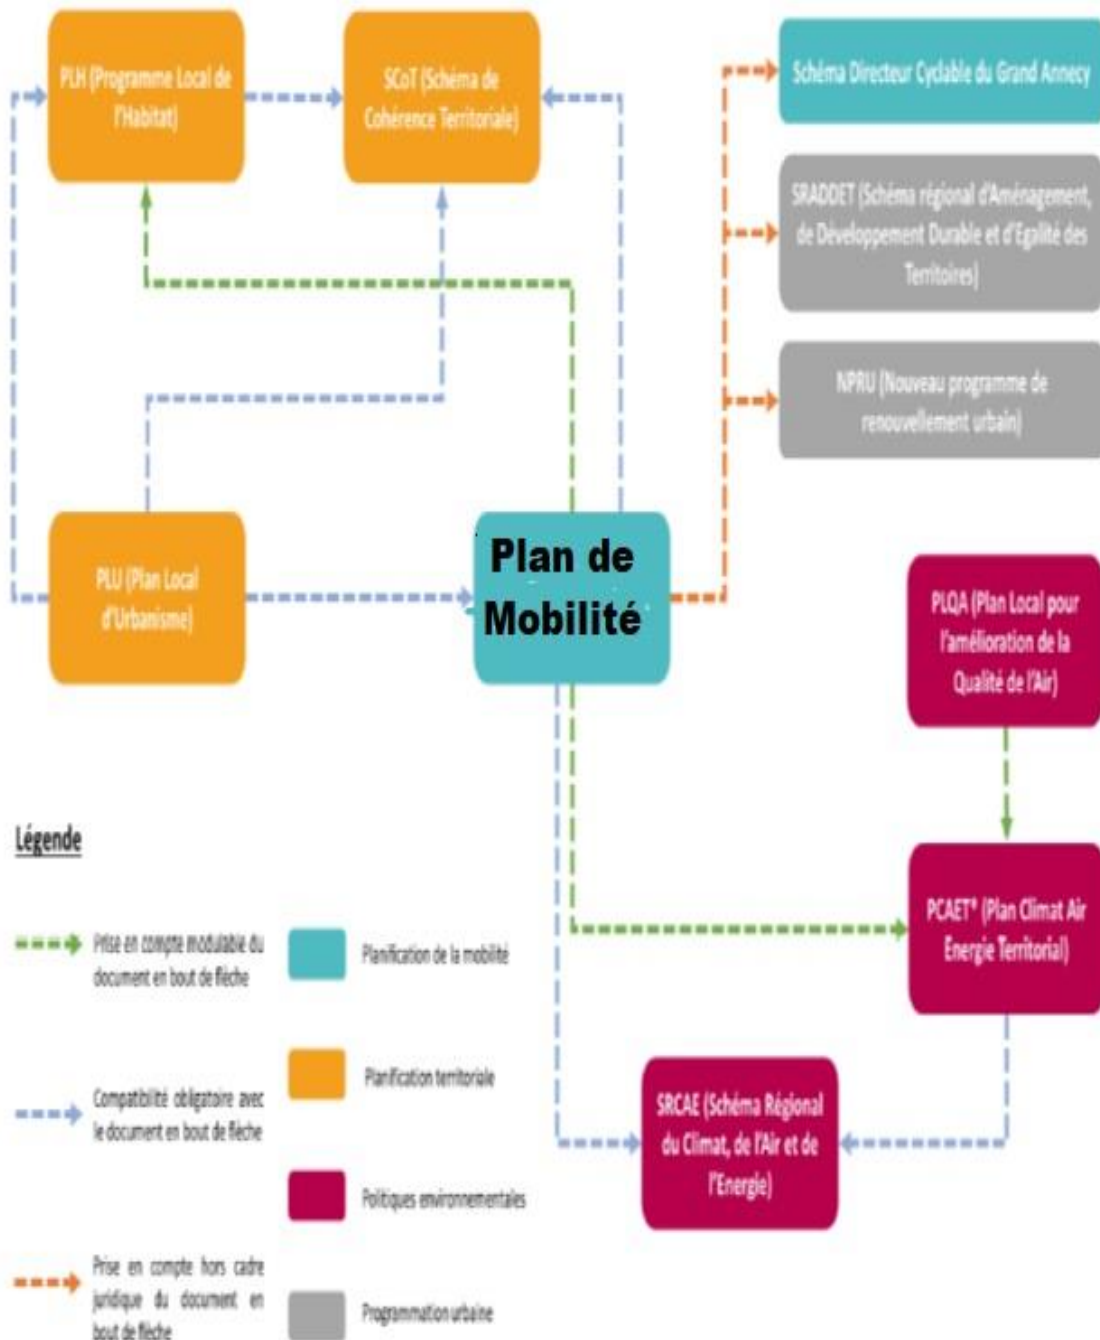 PLH (Programme Local de
l'Habitat)
SCoT (Schéma de
Cohérence Territoriale)
Schéma Directeur Cyclable du Grand Annecy
SRADDET (Schéma régional d'Aménagement,
de Développement Durable et d'Egalité des
Territoires)
NPRU (Nouveau programme de
renouvellement urbain)
PLU (Plan Local
d'Urbanisme)
Plan de
Mobilité
PLQA (Plan Local pour
l'amélioration de la
Qualité de l'Air)
PCAET* (Plan Climat Air
Energie Territorial)
SRCAE (Schéma Régional
du Climat, de l'Air et de
l'Energie)
Légende
Prise en compte modulable du
document en bout de flèche
Compatibilité obligatoire avec
le document en bout de flèche
Prise en compte hors cadre
juridique du document en
bout de flèche
Planification de la mobilité
Planification territoriale
Politiques environnementales
Programmation urbaine